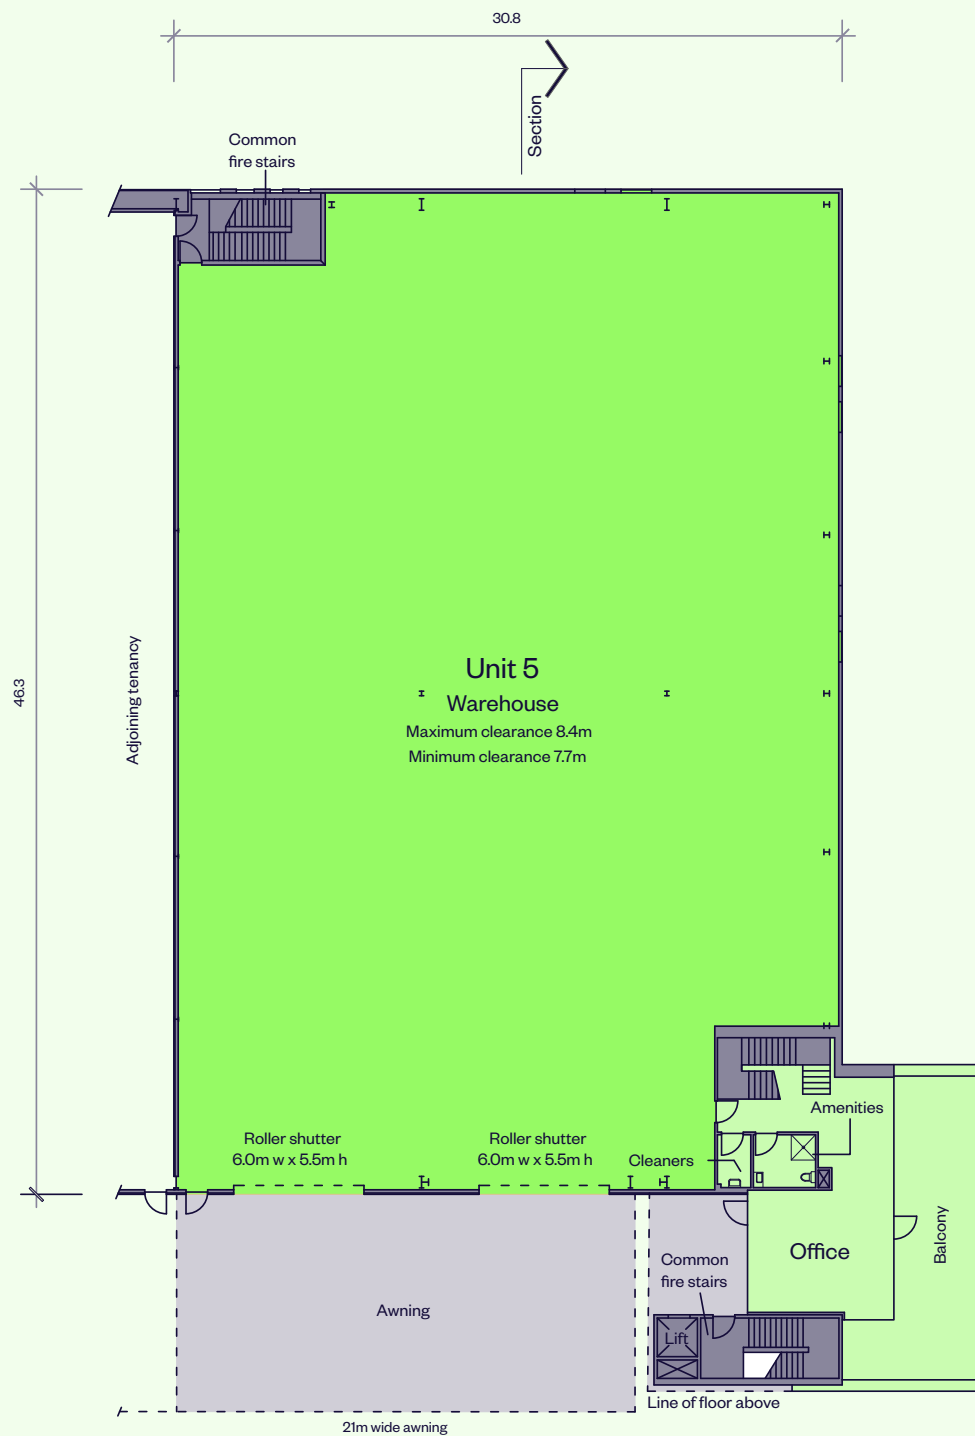 30.8
Section
Common
fire stairs
46.3
Adjoining tenancy
Unit 5
Warehouse
Maximum clearance 8.4m
Minimum clearance 7.7m
Amenities
Roller shutter
6.0m w x 5.5m h
Roller shutter
6.0m w x 5.5m h
Cleaners
Balcony
Office
Common
fire stairs
Awning
Lift
Line of floor above
21m wide awning